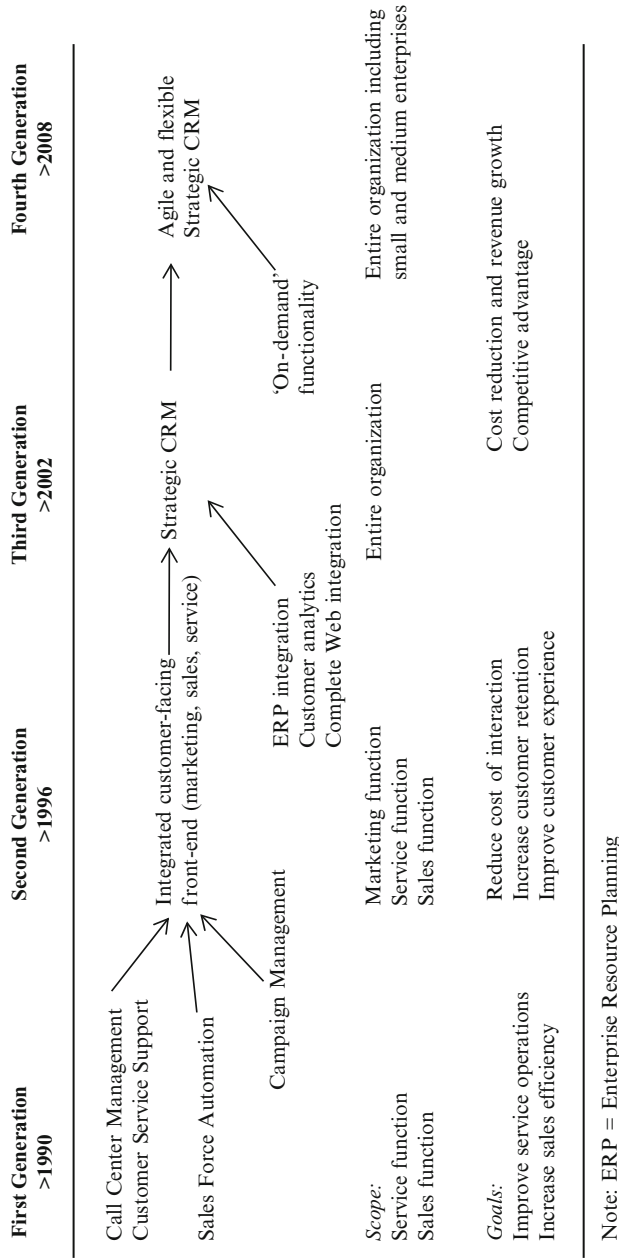 First Generation
>1990
Second Generation
>1996
Third Generation
>2002
Fourth Generation
>2008
Call Center Management
Customer Service Support
Sales Force Automation
Campaign Management
Integrated customer-facing
front-end (marketing, sales, service)
ERP integration
Customer analytics
Complete Web integration
Strategic CRM
'On-demand'
functionality
Agile and flexible
Strategic CRM
Scope:
Service function
Sales function
Marketing function
Service function
Sales function
Entire organization
Entire organization including
small and medium enterprises
Goals:
Improve service operations
Increase sales efficiency
Reduce cost of interaction
Increase customer retention
Improve customer experience
Cost reduction and revenue growth
Competitive advantage
Note: ERP = Enterprise Resource Planning